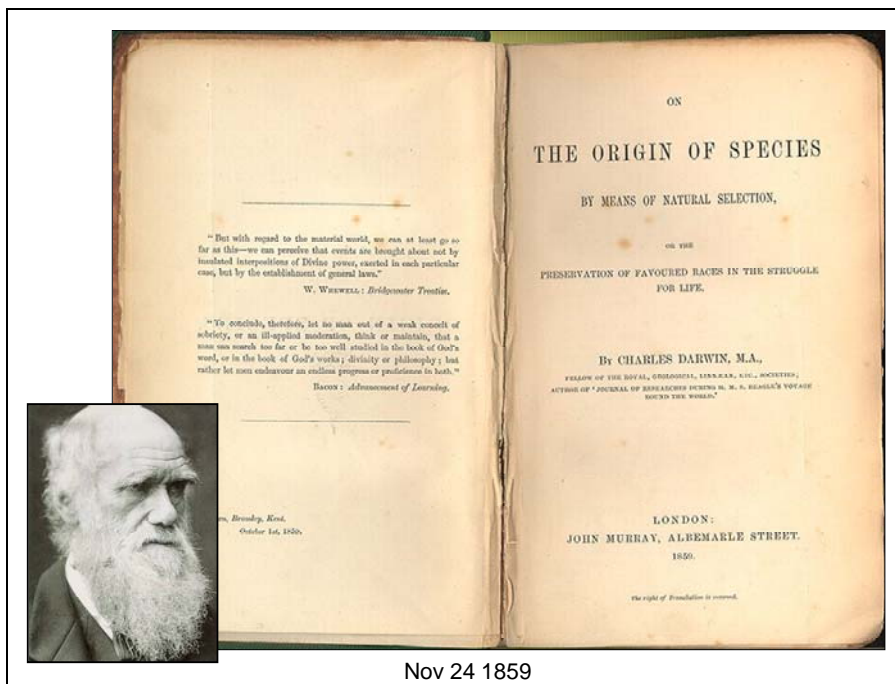 "But with regard to the material world, we can at least go so
far as this—we can perceive that events are brought about not by
insulated interpositions of Divine power, exerted in each particular
case, but by the establishment of general laws."
W. WHEWELL: Bridgewater Treatise.
"To conclude, therefore, let no man out of a weak conceit of
sobriety, or an ill-applied moderation, think or maintain, that a
man can search too far or be too well studied in the book of God's
word, or in the book of God's works; divinity or philosophy; but
rather let men endeavour an endless progress or proficience in both."
BACON: Advancement of Learning.
Bromley, Kent.
October 1st, 1859.
ON
THE ORIGIN OF SPECIES
BY MEANS OF NATURAL SELECTION,
OR THE
PRESERVATION OF FAVOURED RACES IN THE STRUGGLE
FOR LIFE.
BY CHARLES DARWIN, M.A.,
FELLOW OF THE ROYAL, GEOLOGICAL, LINNÆAN, ETC., SOCIETIES;
AUTHOR OF 'JOURNAL OF RESEARCHES DURING H. M. S. BEAGLE'S VOYAGE
ROUND THE WORLD.'
LONDON:
JOHN MURRAY, ALBEMARLE STREET.
1859.
The right of Translation is reserved.
Nov 24 1859